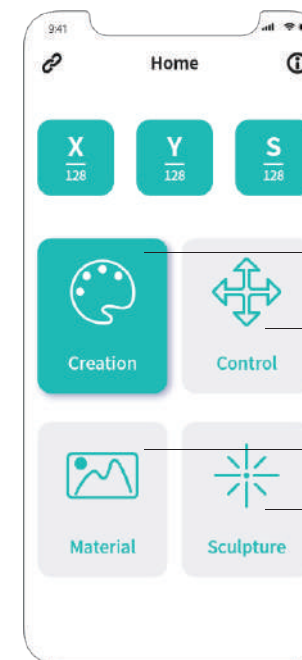 9:41
Home
X
128
Y
128
S
128
Creation
Control
Material
Sculpture